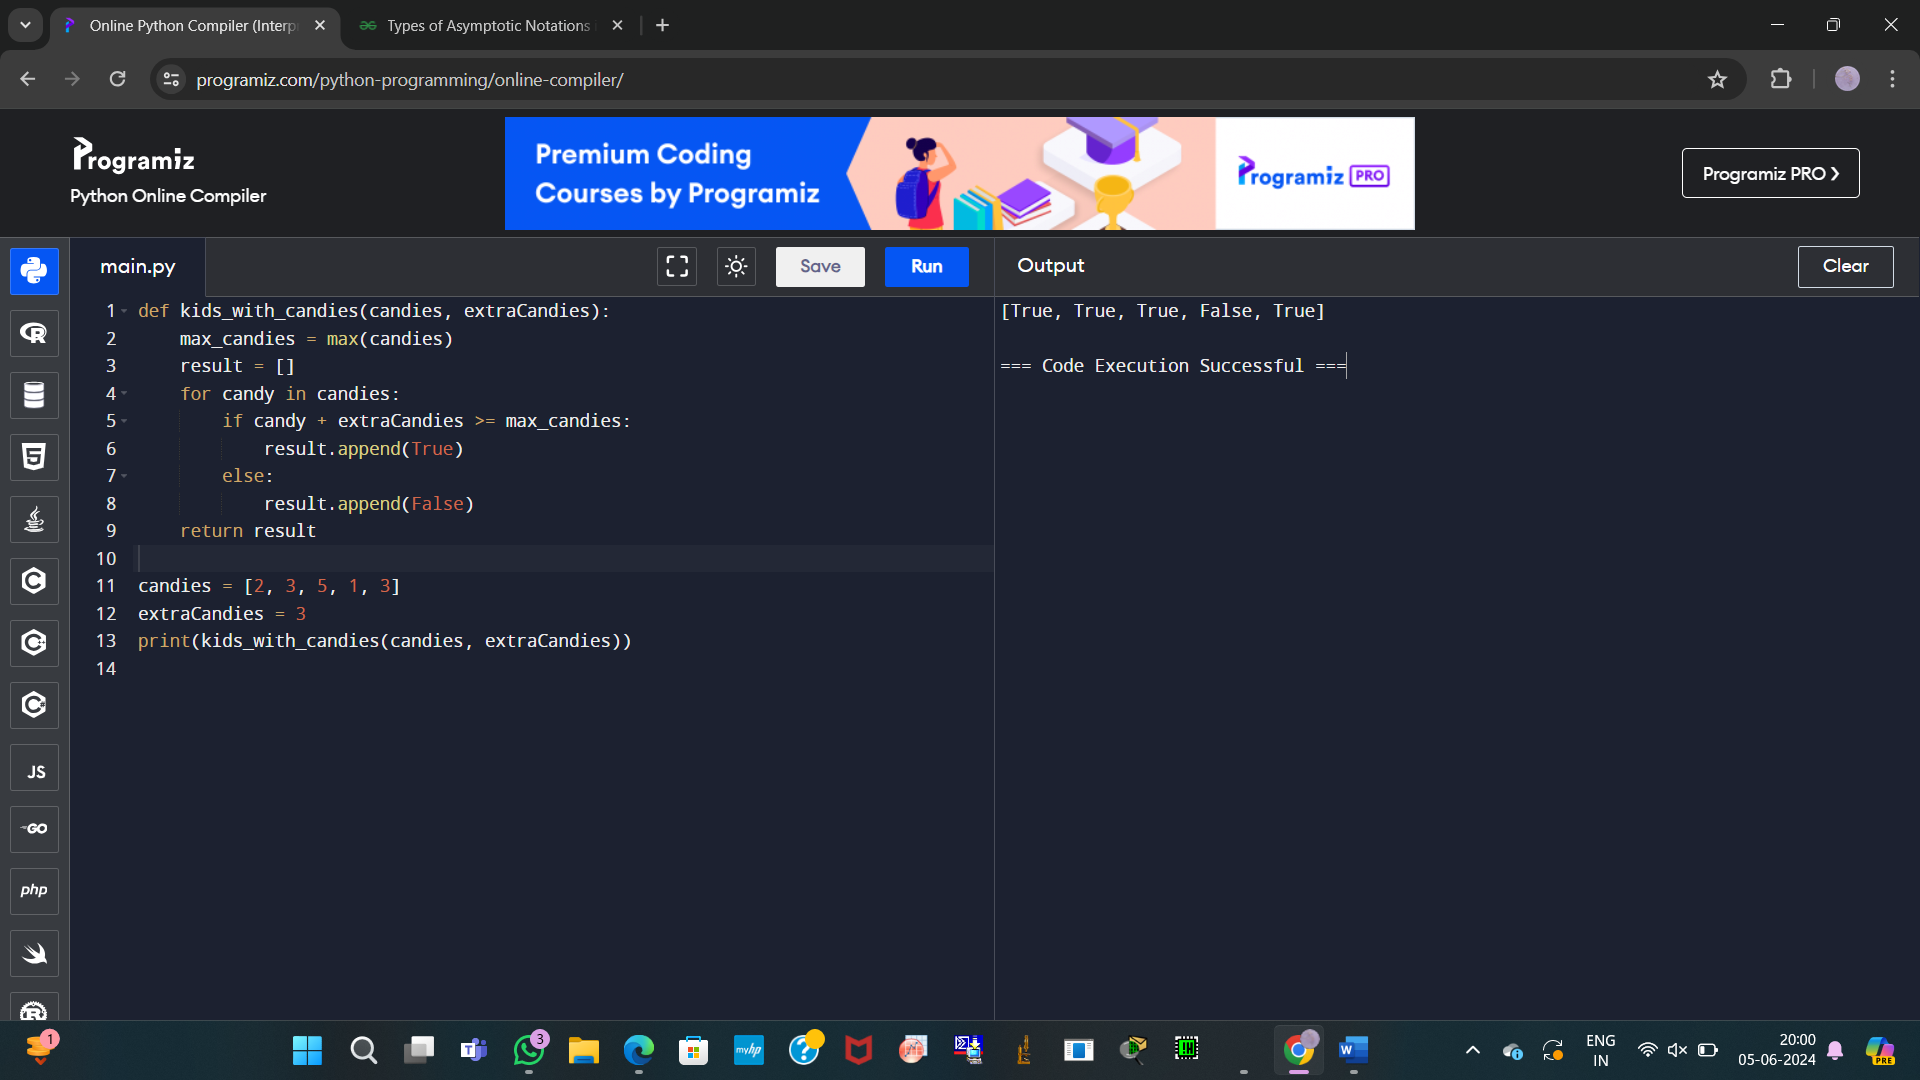 Online Python Compiler (Interp
Types of Asymptotic Notations
programiz.com/python-programming/online-compiler/
Programiz
Python Online Compiler
Premium Coding
Courses by Programiz
Programiz PRO
Programiz PRO ❯
main.py
Save
Run
Output
Clear
1 def kids_with_candies(candies, extraCandies):
2 max_candies = max(candies)
3 result = []
4 for candy in candies:
5 if candy + extraCandies >= max_candies:
6 result.append(True)
7 else:
8 result.append(False)
9 return result
10
11 candies = [2, 3, 5, 1, 3]
12 extraCandies = 3
13 print(kids_with_candies(candies, extraCandies))
14
[True, True, True, False, True]
=== Code Execution Successful ===
JS
GO
php
1
3
myhp
ENG
IN
20:00
05-06-2024
PRE